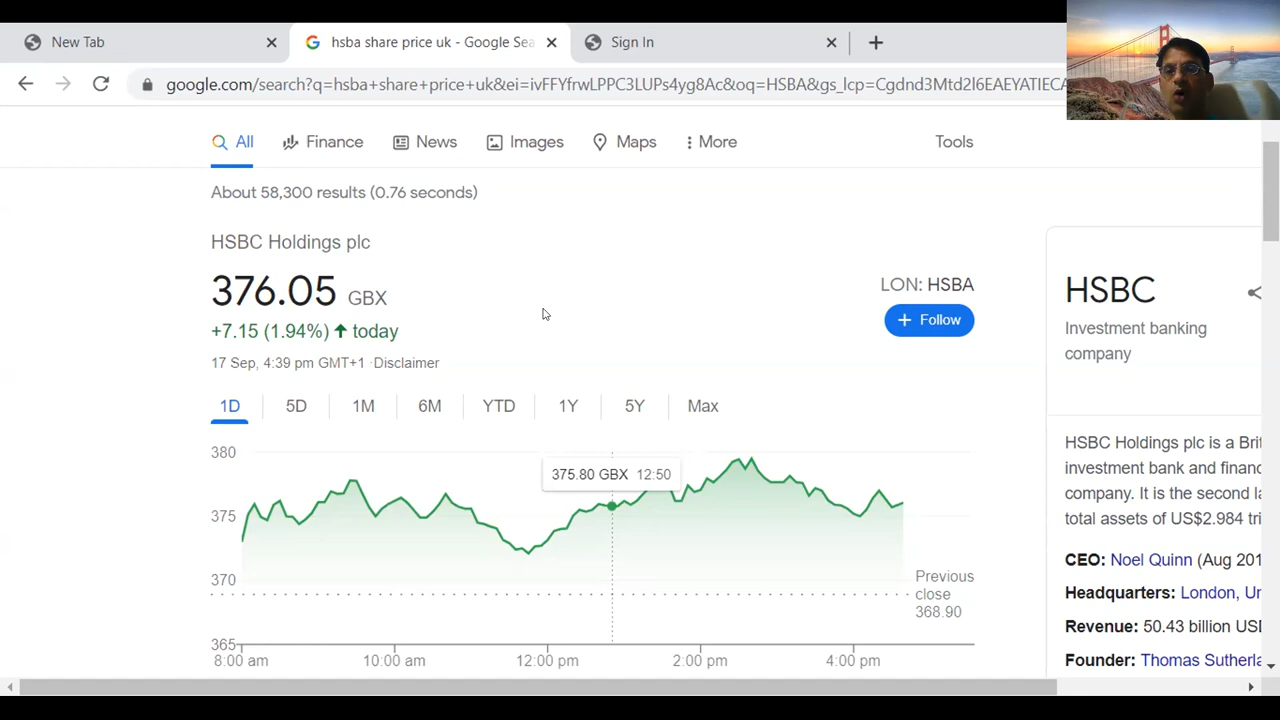 New Tab
hsba share price uk - Google Sea
Sign In
google.com/search?q=hsba+share+price+uk&ei=ivFFYfrwLPPC3LUPs4yg8Ac&oq=HSBA&gs_lcp=Cgdnd3Mtd2l6EAEYATIECA
All Finance News Images Maps More Tools
About 58,300 results (0.76 seconds)
HSBC Holdings plc
376.05 GBX
+7.15 (1.94%) today
17 Sep, 4:39 pm GMT+1 · Disclaimer
LON: HSBA
+ Follow
1D 5D 1M 6M YTD 1Y 5Y Max
380
375
370
365
375.80 GBX 12:50
Previous
close
368.90
8:00 am 10:00 am 12:00 pm 2:00 pm 4:00 pm
HSBC
Investment banking
company
HSBC Holdings plc is a Brit
investment bank and financ
company. It is the second la
total assets of US$2.984 tri
CEO: Noel Quinn (Aug 201
Headquarters: London, Un
Revenue: 50.43 billion USD
Founder: Thomas Sutherla